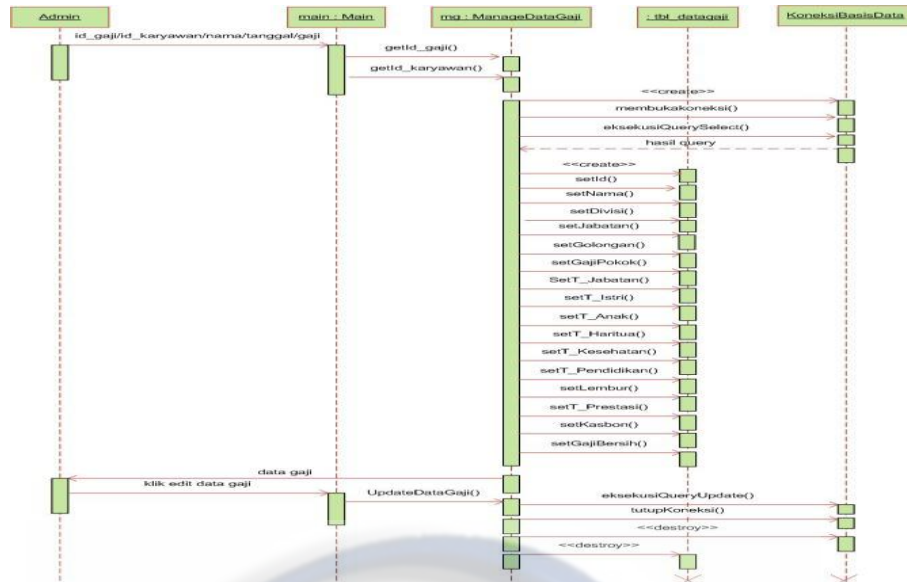 Admin
main : Main
mg : ManageDataGaji
: tbl_datagaji
KoneksiBasisData
id_gaji/id_karyawan/nama/tanggal/gaji
getId_gaji()
getId_karyawan()
<<create>>
membukakoneksi()
eksekusiQuerySelect()
hasil query
<<create>>
setId()
setNama()
setDivisi()
setJabatan()
setGolongan()
setGajiPokok()
SetT_Jabatan()
setT_Istri()
setT_Anak()
setT_Haritua()
setT_Kesehatan()
setT_Pendidikan()
setLembur()
setT_Prestasi()
setKasbon()
setGajiBersih()
data gaji
klik edit data gaji
UpdateDataGaji()
eksekusiQueryUpdate()
tutupKoneksi()
<<destroy>>
<<destroy>>